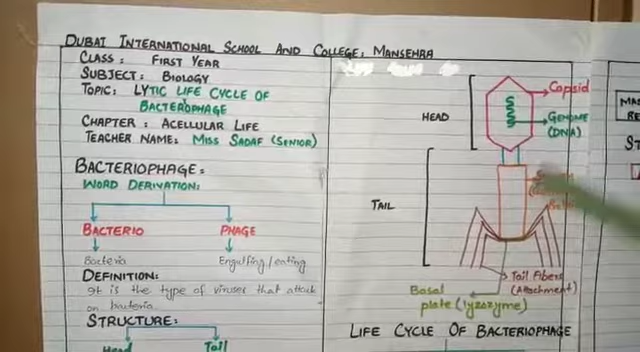 DUBAI INTERNATIONAL SCHOOL AND COLLEGE, MANSEHRA
CLASS: FIRST YEAR
SUBJECT: BIOLOGY
TOPIC: LYTIC LIFE CYCLE OF
BACTEROPHAGE
CHAPTER: ACELLULAR LIFE
TEACHER NAME: MISS SADAF (SENIOR)
BACTERIOPHAGE:
WORD DERIVATION:
BACTERIO PHAGE
Bacteria Engulfing/eating
DEFINITION:
It is the type of viruses that attack
on bacteria
STRUCTURE:
Head Tail
HEAD
Capsid
GENOME
(DNA)
TAIL
Tail Fibers
(Attachment)
Basal
plate (lyzozyme)
LIFE CYCLE OF BACTERIOPHAGE